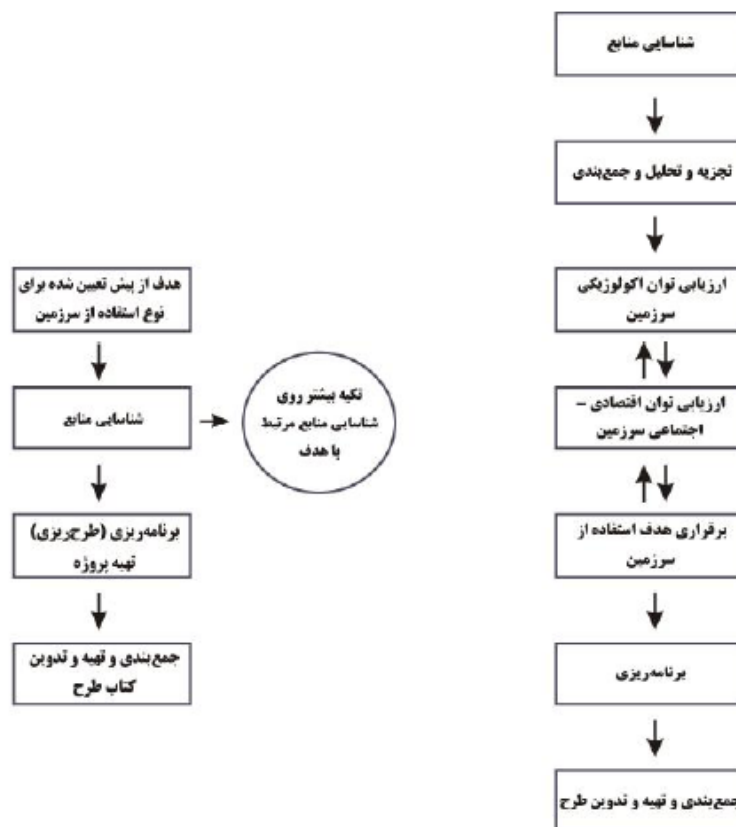 شناسایی منابع
تجزیه و تحلیل و جمع‌بندی
ارزیابی توان اکولوژیکی
سرزمین
ارزیابی توان اقتصادی –
اجتماعی سرزمین
برقراری هدف استفاده از
سرزمین
برنامه‌ریزی
جمع‌بندی و تهیه و تدوین طرح
هدف از پیش تعیین شده برای
نوع استفاده از سرزمین
شناسایی منابع
تکیه بیشتر روی
شناسایی منابع مرتبط
با هدف
برنامه‌ریزی (طرح‌ریزی)
تهیه پروژه
جمع‌بندی و تهیه و تدوین
کتاب طرح